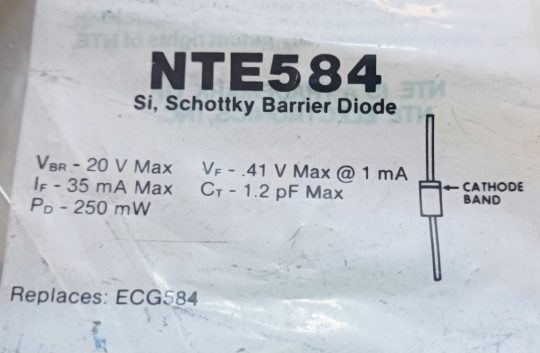 NTE584
Si, Schottky Barrier Diode
VBR - 20 V Max VF - .41 V Max @ 1 mA
IF - 35 mA Max CT - 1.2 pF Max
PD - 250 mW
CATHODE
BAND
Replaces: ECG584